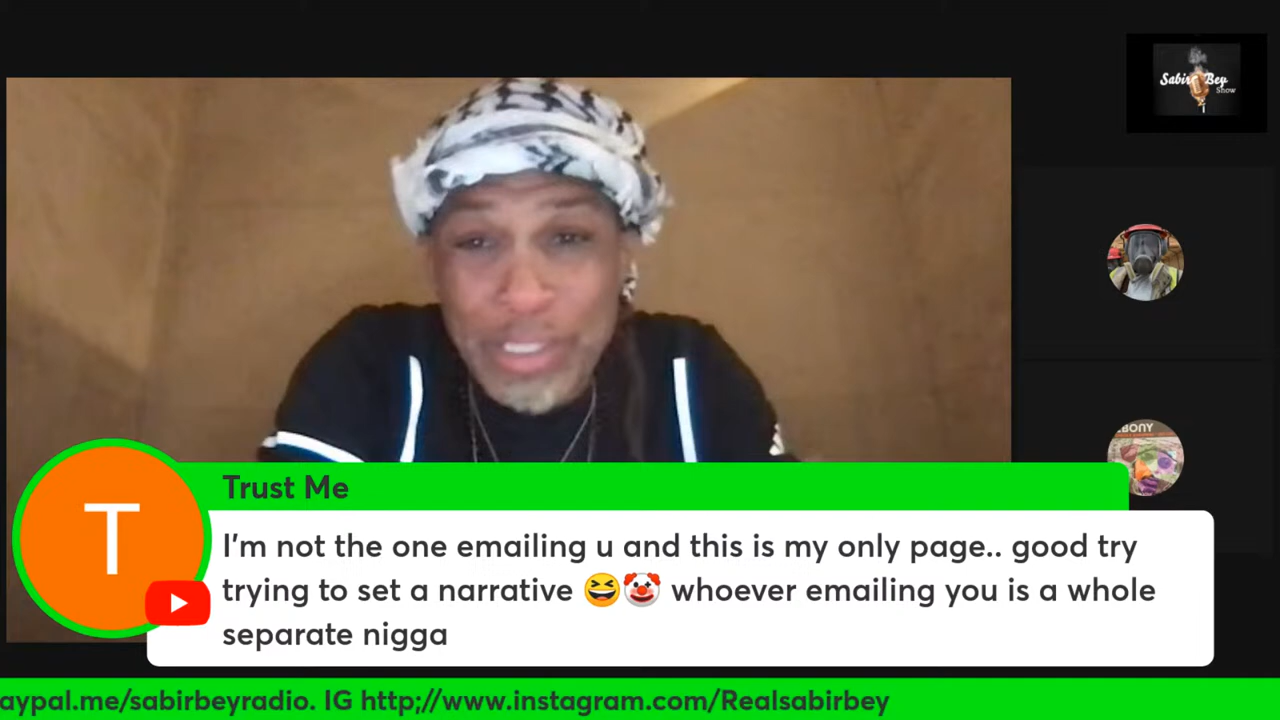 Sabir Bey
Show
EBONY
Trust Me
T
I'm not the one emailing u and this is my only page.. good try
trying to set a narrative 😆🤡 whoever emailing you is a whole
separate nigga
aypal.me/sabirbeyradio. IG http;//www.instagram.com/Realsabirbey